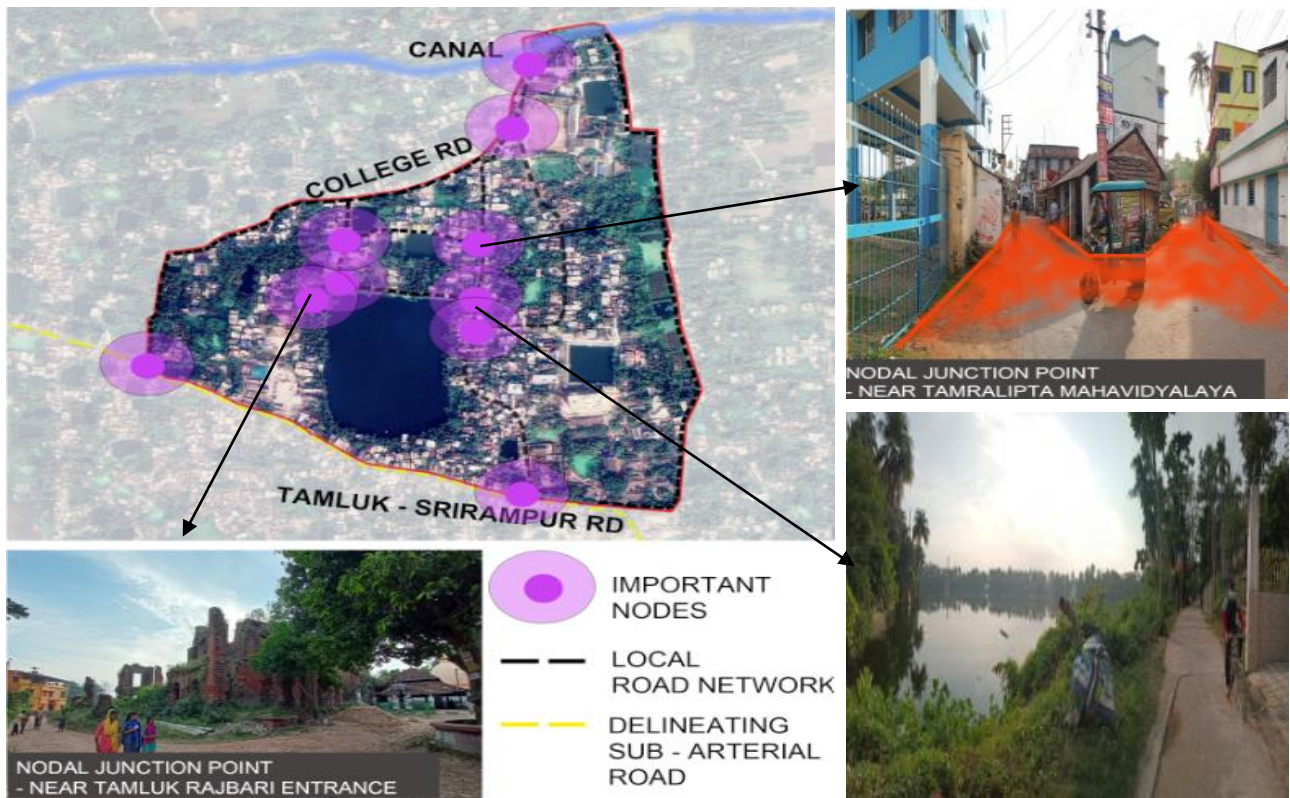 CANAL
COLLEGE RD
TAMLUK - SRIRAMPUR RD
NODAL JUNCTION POINT
- NEAR TAMRALIPTA MAHAVIDYALAYA
NODAL JUNCTION POINT
- NEAR TAMLUK RAJBARI ENTRANCE
IMPORTANT
NODES
LOCAL
ROAD NETWORK
DELINEATING
SUB - ARTERIAL
ROAD